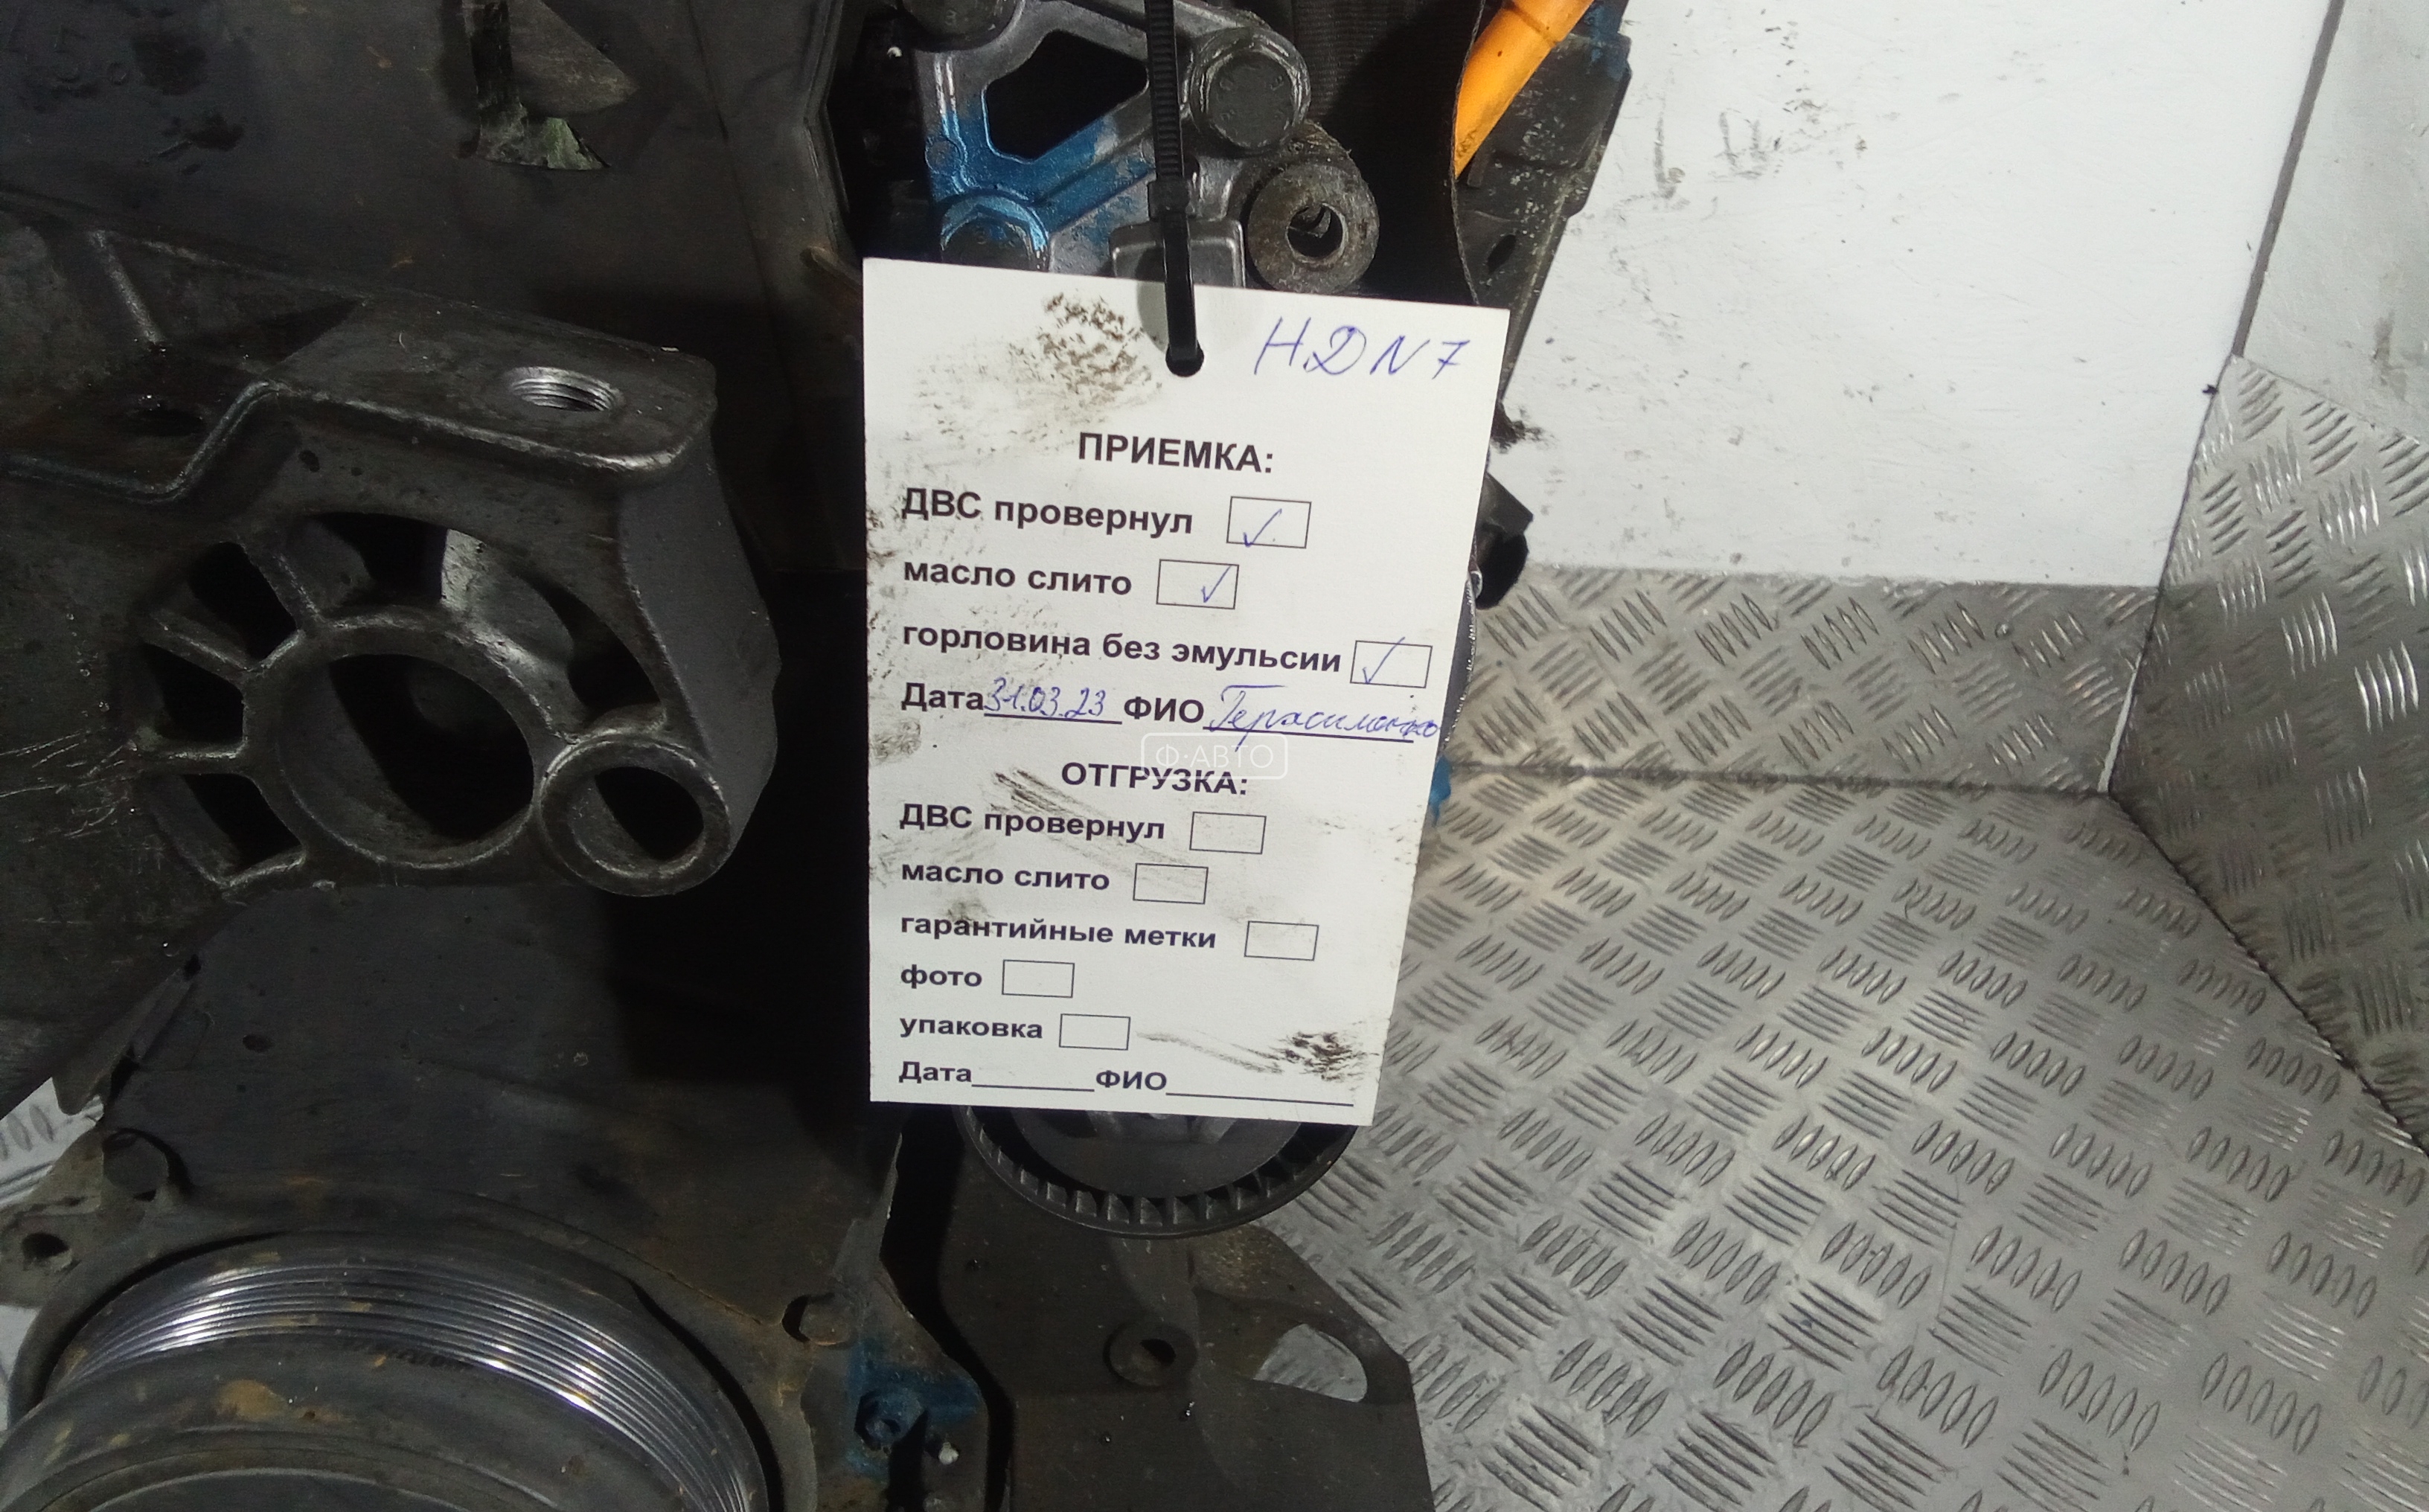 HDN7
ПРИЕМКА:
ДВС провернул
масло слито
горловина без эмульсии
Дата 31.03.23 ФИО Герасименко
Ф·АВТО
ОТГРУЗКА:
ДВС провернул
масло слито
гарантийные метки
фото
упаковка
Дата ФИО